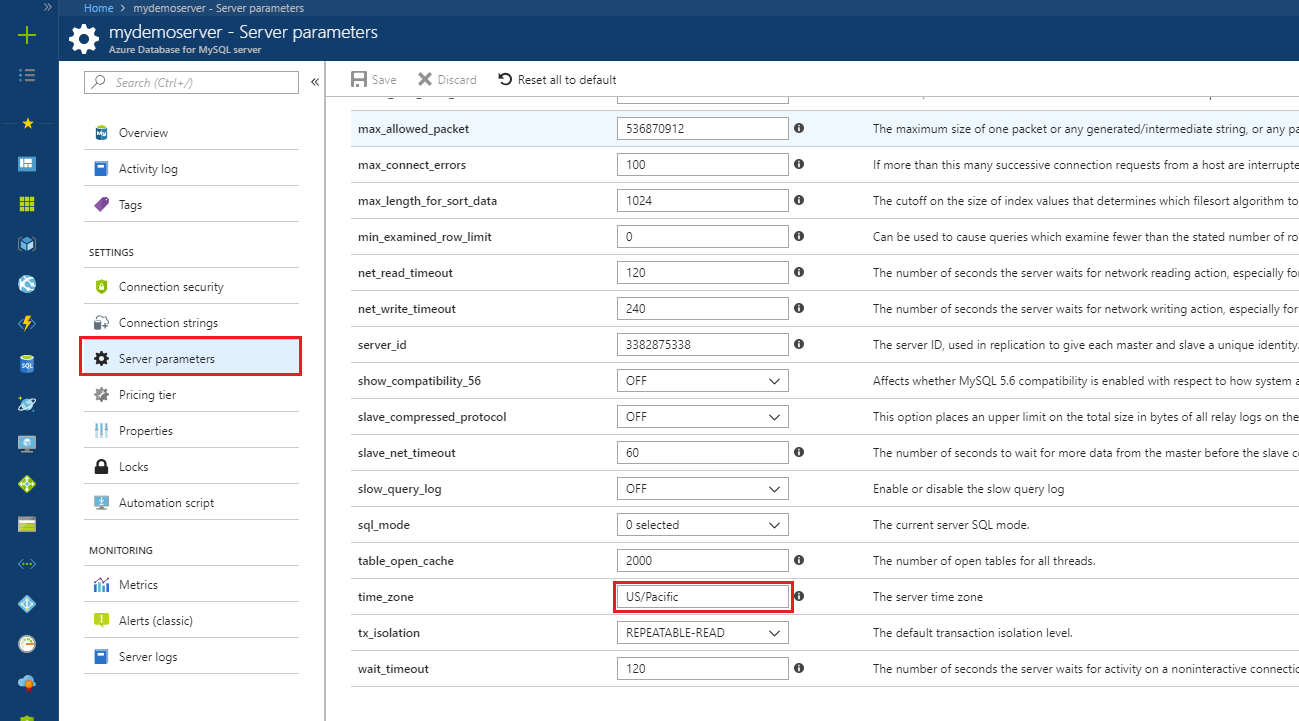 Home > mydemoserver - Server parameters
mydemoserver - Server parameters
Azure Database for MySQL server
Search (Ctrl+/)
Overview
Activity log
Tags
SETTINGS
Connection security
Connection strings
Server parameters
Pricing tier
Properties
Locks
Automation script
MONITORING
Metrics
Alerts (classic)
Server logs
Save Discard Reset all to default
max_allowed_packet 536870912 The maximum size of one packet or any generated/intermediate string, or any pa
max_connect_errors 100 If more than this many successive connection requests from a host are interrupte
max_length_for_sort_data 1024 The cutoff on the size of index values that determines which filesort algorithm to
min_examined_row_limit 0 Can be used to cause queries which examine fewer than the stated number of ro
net_read_timeout 120 The number of seconds the server waits for network reading action, especially fo
net_write_timeout 240 The number of seconds the server waits for network writing action, especially for
server_id 3382875338 The server ID, used in replication to give each master and slave a unique identity.
show_compatibility_56 OFF Affects whether MySQL 5.6 compatibility is enabled with respect to how system a
slave_compressed_protocol OFF This option places an upper limit on the total size in bytes of all relay logs on the
slave_net_timeout 60 The number of seconds to wait for more data from the master before the slave c
slow_query_log OFF Enable or disable the slow query log
sql_mode 0 selected The current server SQL mode.
table_open_cache 2000 The number of open tables for all threads.
time_zone US/Pacific The server time zone
tx_isolation REPEATABLE-READ The default transaction isolation level.
wait_timeout 120 The number of seconds the server waits for activity on a noninteractive connectio